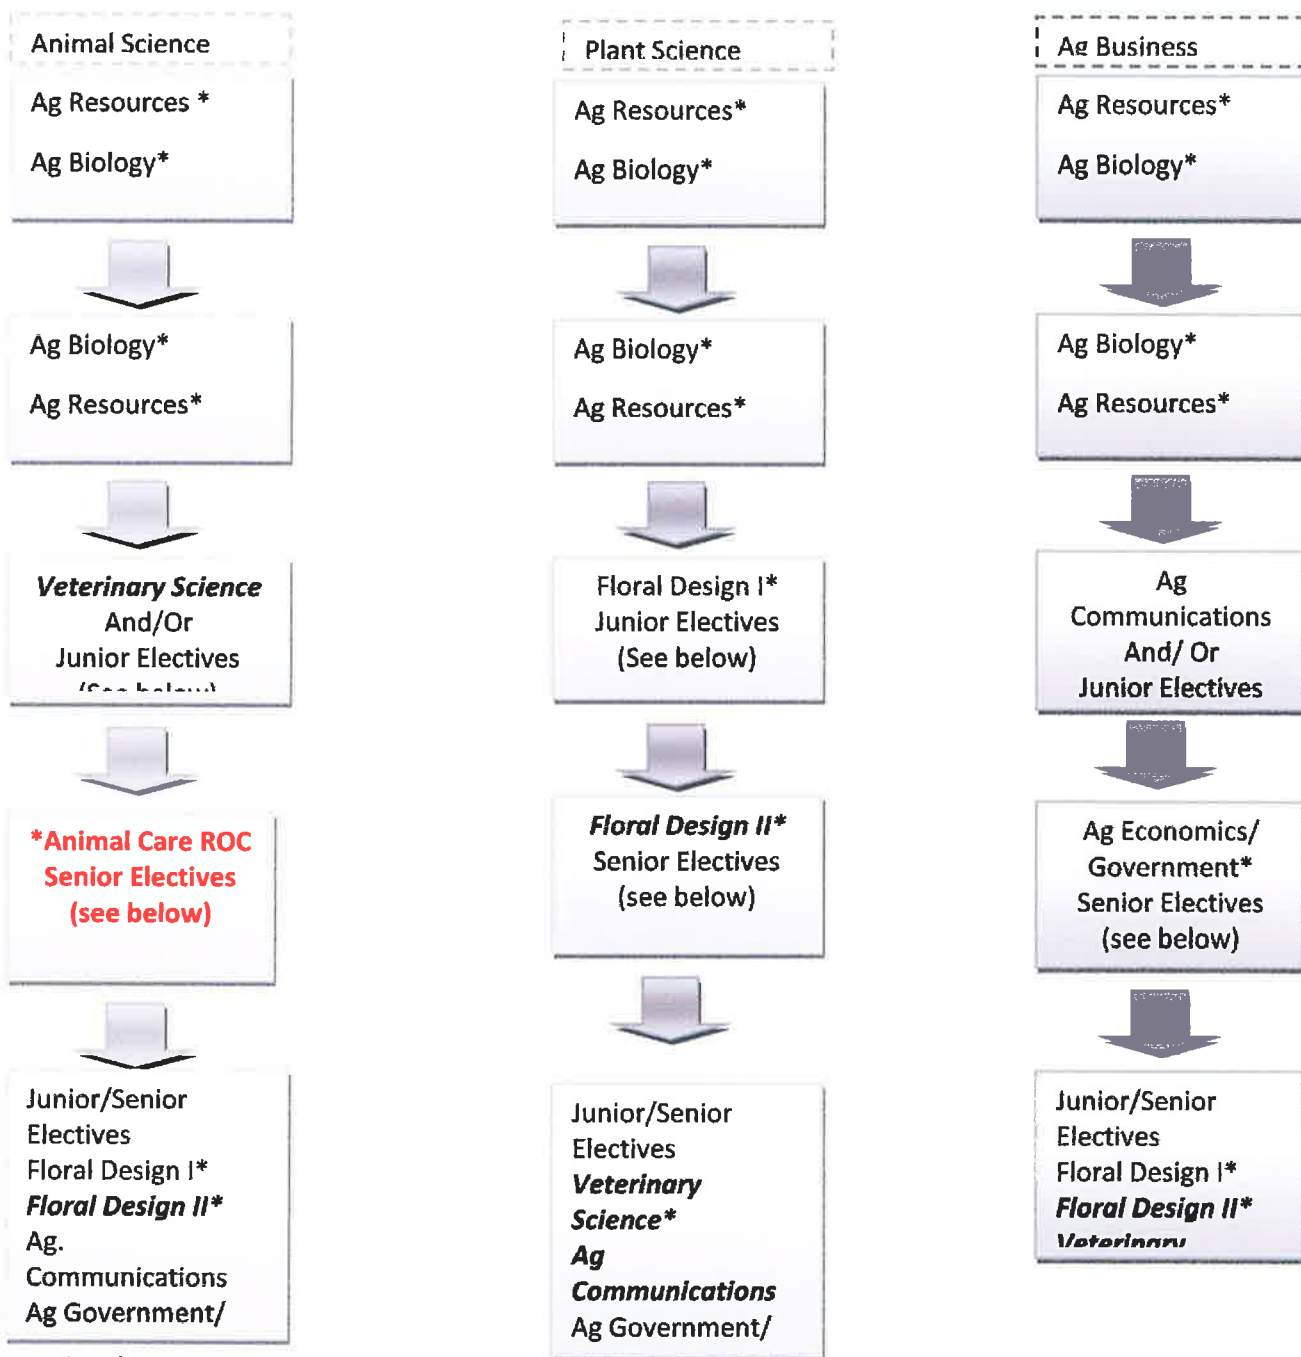 Animal Science
Ag Resources *
Ag Biology*
Ag Biology*
Ag Resources*
Veterinary Science
And/Or
Junior Electives
(See below)
*Animal Care ROC
Senior Electives
(see below)
Junior/Senior
Electives
Floral Design I*
Floral Design II*
Ag.
Communications
Ag Government/
Plant Science
Ag Resources*
Ag Biology*
Ag Biology*
Ag Resources*
Floral Design I*
Junior Electives
(See below)
Floral Design II*
Senior Electives
(see below)
Junior/Senior
Electives
Veterinary
Science*
Ag
Communications
Ag Government/
Ag Business
Ag Resources*
Ag Biology*
Ag Biology*
Ag Resources*
Ag
Communications
And/ Or
Junior Electives
Ag Economics/
Government*
Senior Electives
(see below)
Junior/Senior
Electives
Floral Design I*
Floral Design II*
Veterinary